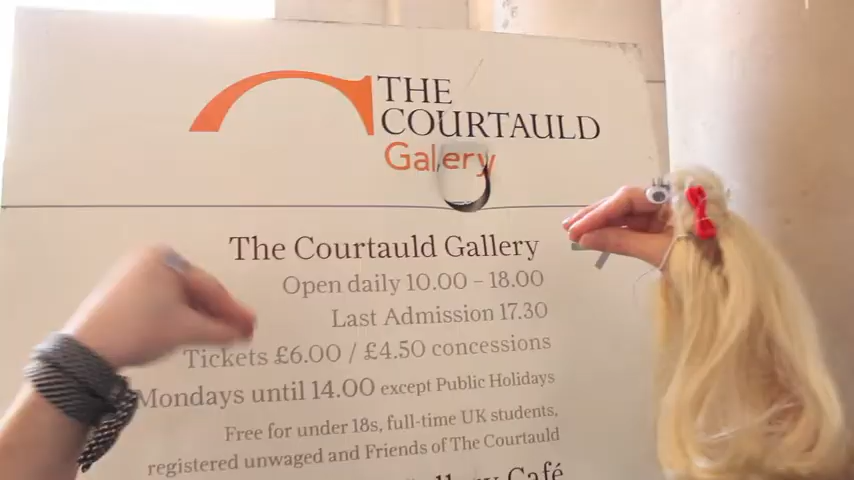 THE
COURTAULD
Gallery
The Courtauld Gallery
Open daily 10.00 – 18.00
Last Admission 17.30
Tickets £6.00 / £4.50 concessions
Mondays until 14.00 except Public Holidays
Free for under 18s, full-time UK students,
registered unwaged and Friends of The Courtauld
Café